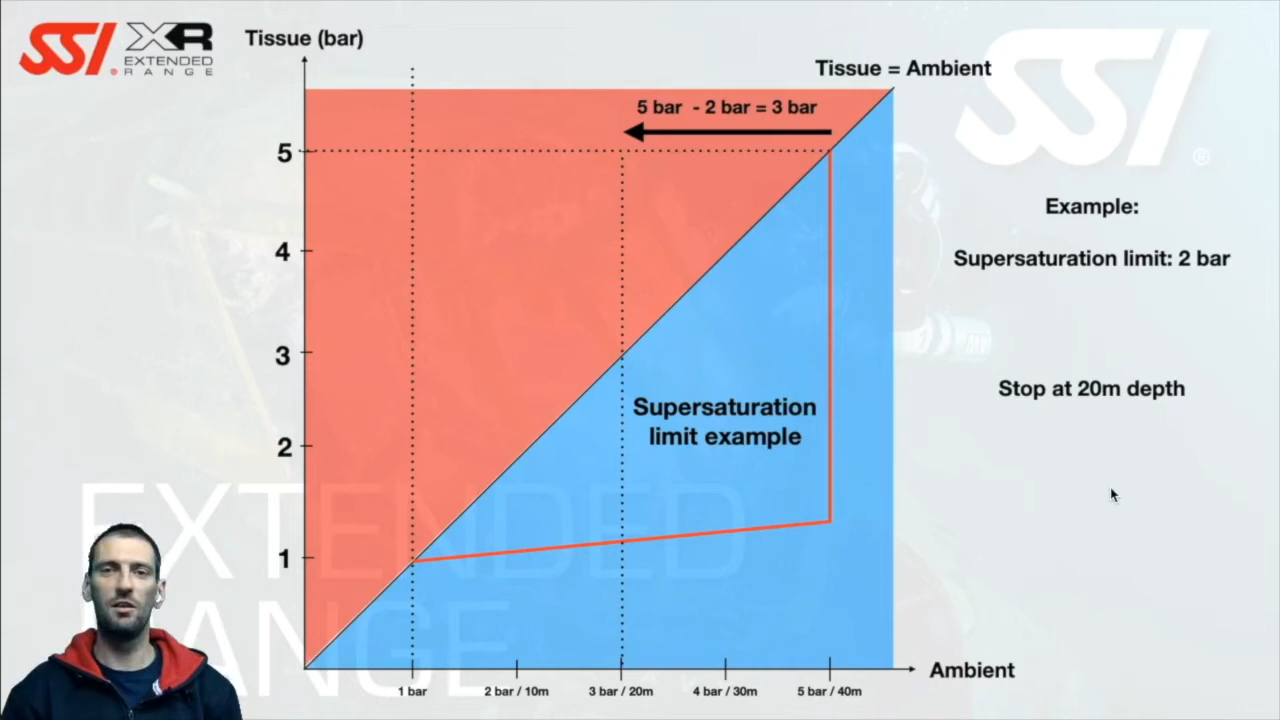 SSI XR
EXTENDED
RANGE
Tissue (bar)
Tissue = Ambient
SSI
®
5 bar - 2 bar = 3 bar
5
Example:
4
Supersaturation limit: 2 bar
3
Stop at 20m depth
Supersaturation
limit example
2
EXTENDED
1
RANGE
Ambient
1 bar
2 bar / 10m
3 bar / 20m
4 bar / 30m
5 bar / 40m